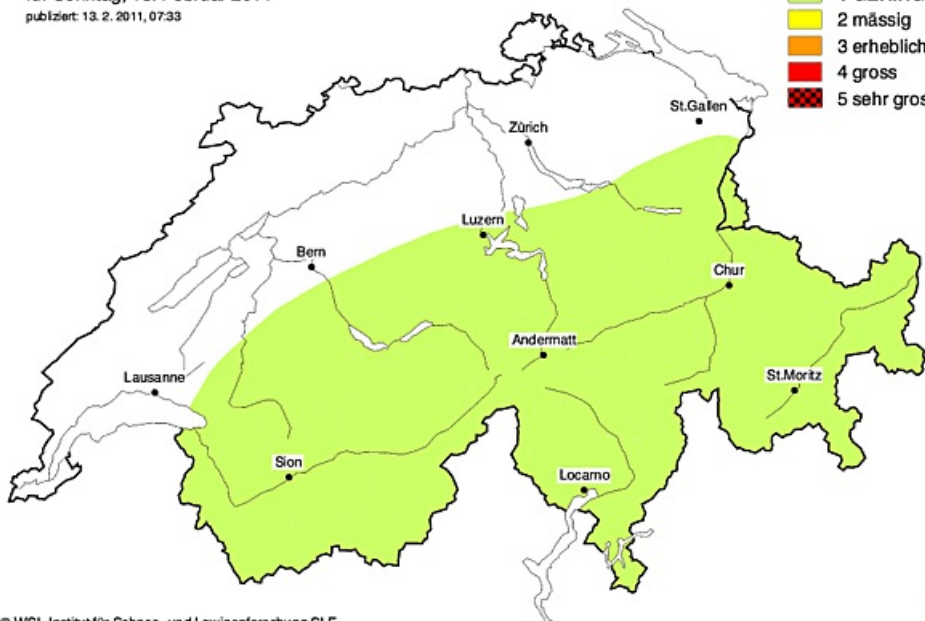 publiziert: 13. 2. 2011, 07:33
2 mässig
3 erheblich
4 gross
5 sehr gros
St.Gallen
Zürich
Luzern
Bern
Chur
Andermatt
Lausanne
St.Moritz
Sion
Locarno